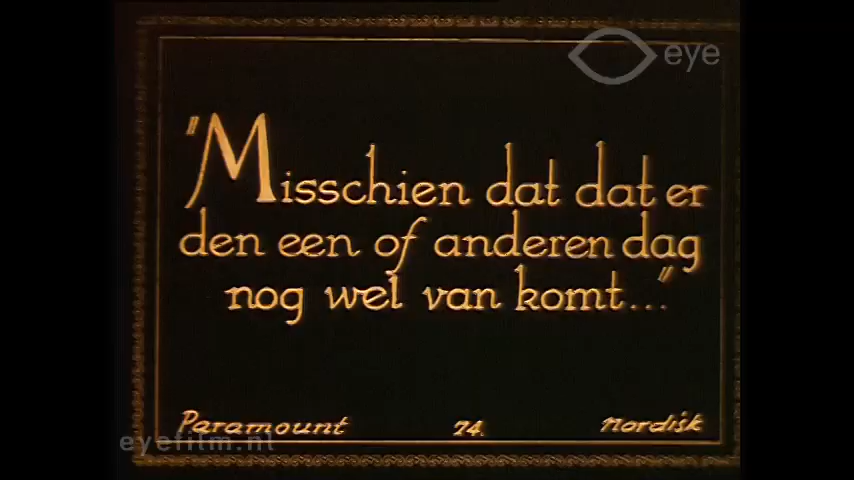 eye
"Misschien dat dat er
den een of anderen dag
nog wel van komt..."
Paramount 74. Nordisk
eyefilm.nl